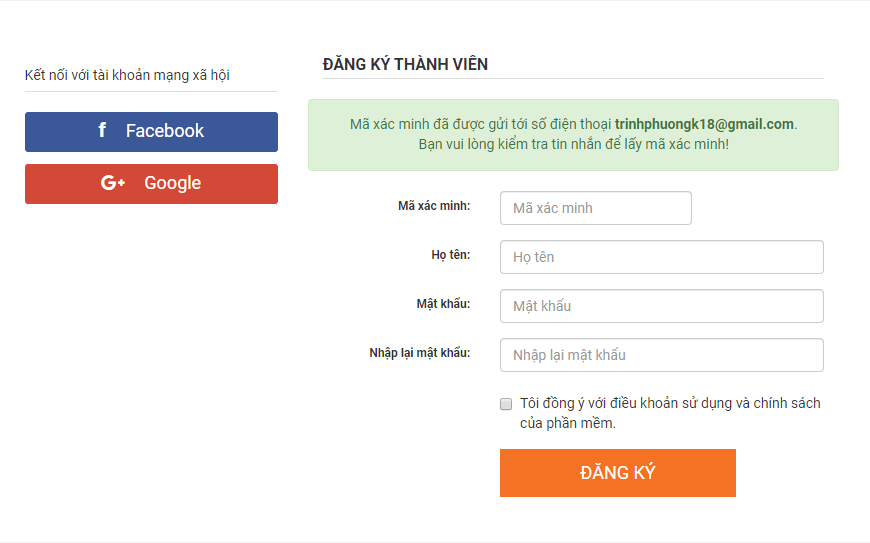 Kết nối với tài khoản mạng xã hội
f Facebook
G+ Google
ĐĂNG KÝ THÀNH VIÊN
Mã xác minh đã được gửi tới số điện thoại trinhphuongk18@gmail.com.
Bạn vui lòng kiểm tra tin nhắn để lấy mã xác minh!
Mã xác minh: Mã xác minh
Họ tên: Họ tên
Mật khẩu: Mật khẩu
Nhập lại mật khẩu: Nhập lại mật khẩu
Tôi đồng ý với điều khoản sử dụng và chính sách
của phần mềm.
ĐĂNG KÝ